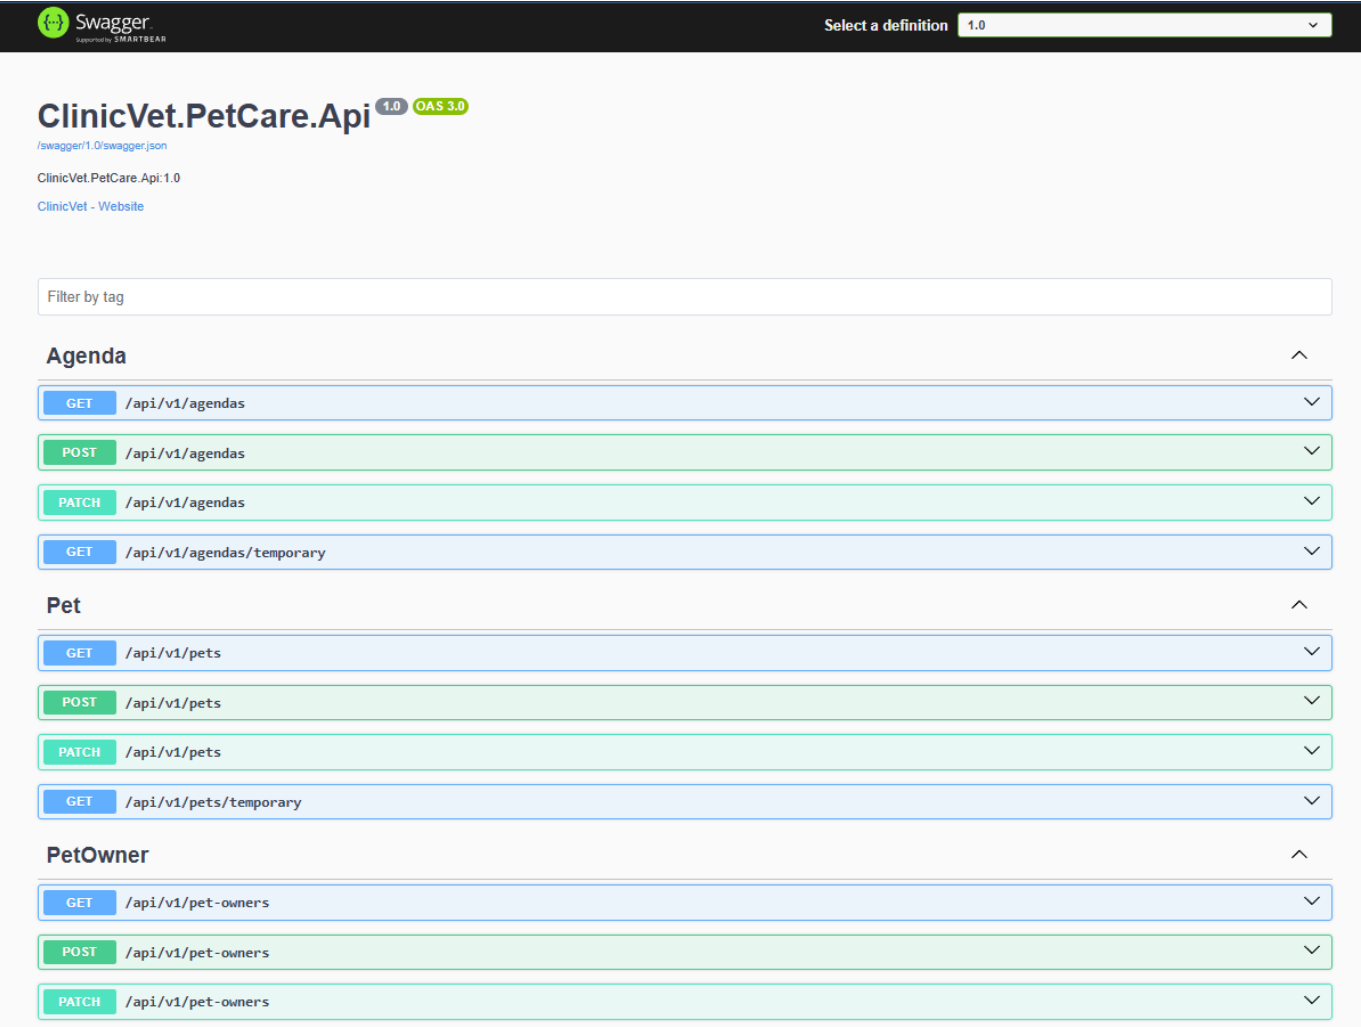 Swagger.
Supported by SMARTBEAR
Select a definition 1.0
ClinicVet.PetCare.Api 1.0 OAS 3.0
/swagger/1.0/swagger.json
ClinicVet.PetCare.Api:1.0
ClinicVet - Website
Filter by tag
Agenda
GET /api/v1/agendas
POST /api/v1/agendas
PATCH /api/v1/agendas
GET /api/v1/agendas/temporary
Pet
GET /api/v1/pets
POST /api/v1/pets
PATCH /api/v1/pets
GET /api/v1/pets/temporary
PetOwner
GET /api/v1/pet-owners
POST /api/v1/pet-owners
PATCH /api/v1/pet-owners